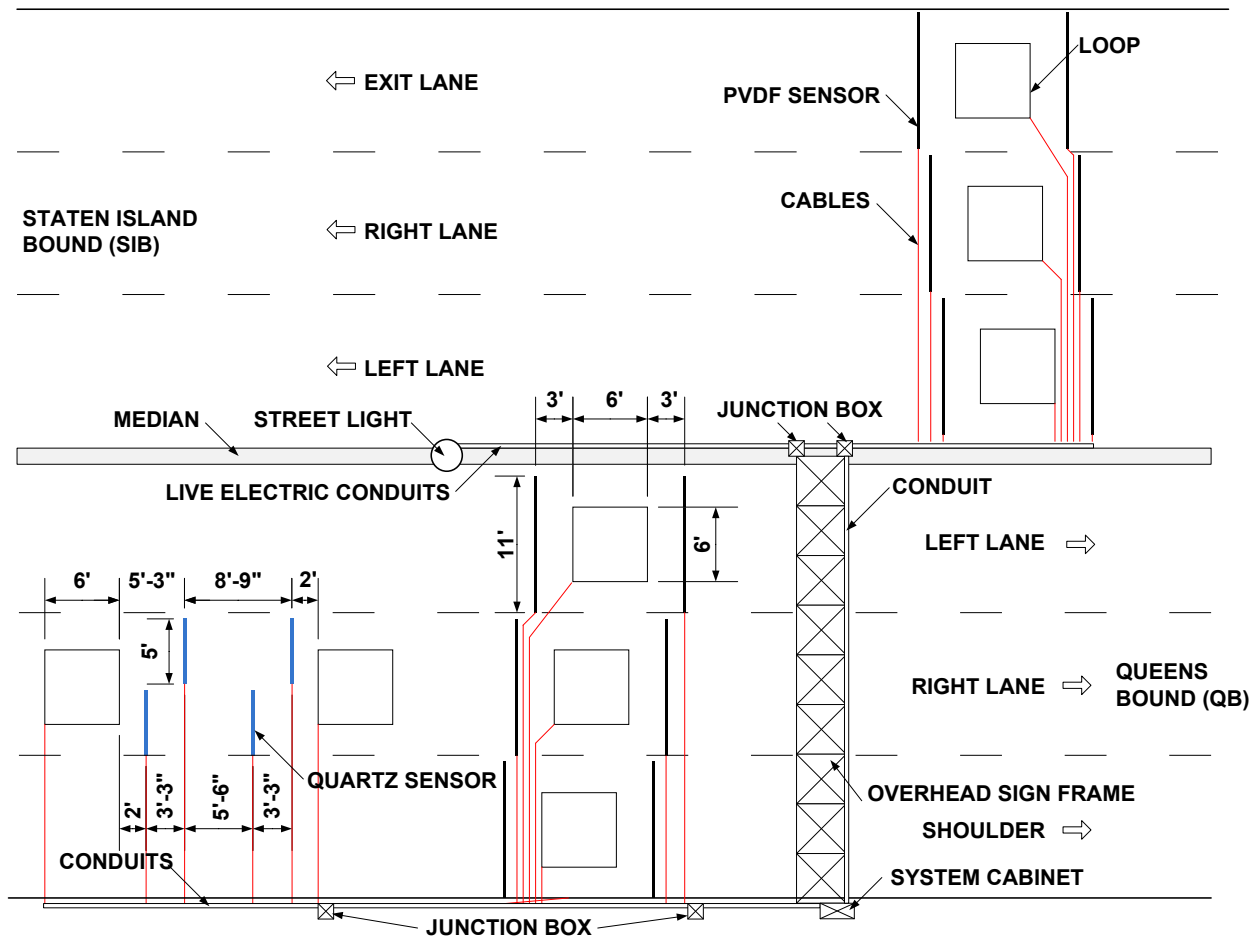 LOOP
EXIT LANE
PVDF SENSOR
CABLES
STATEN ISLAND
BOUND (SIB)
RIGHT LANE
LEFT LANE
3'
6'
3'
JUNCTION BOX
MEDIAN
STREET LIGHT
LIVE ELECTRIC CONDUITS
CONDUIT
11'
6'
LEFT LANE
6'
5'-3"
8'-9"
2'
5'
RIGHT LANE
QUEENS
BOUND (QB)
QUARTZ SENSOR
2'
3'-3"
5'-6"
3'-3"
OVERHEAD SIGN FRAME
SHOULDER
CONDUITS
SYSTEM CABINET
JUNCTION BOX